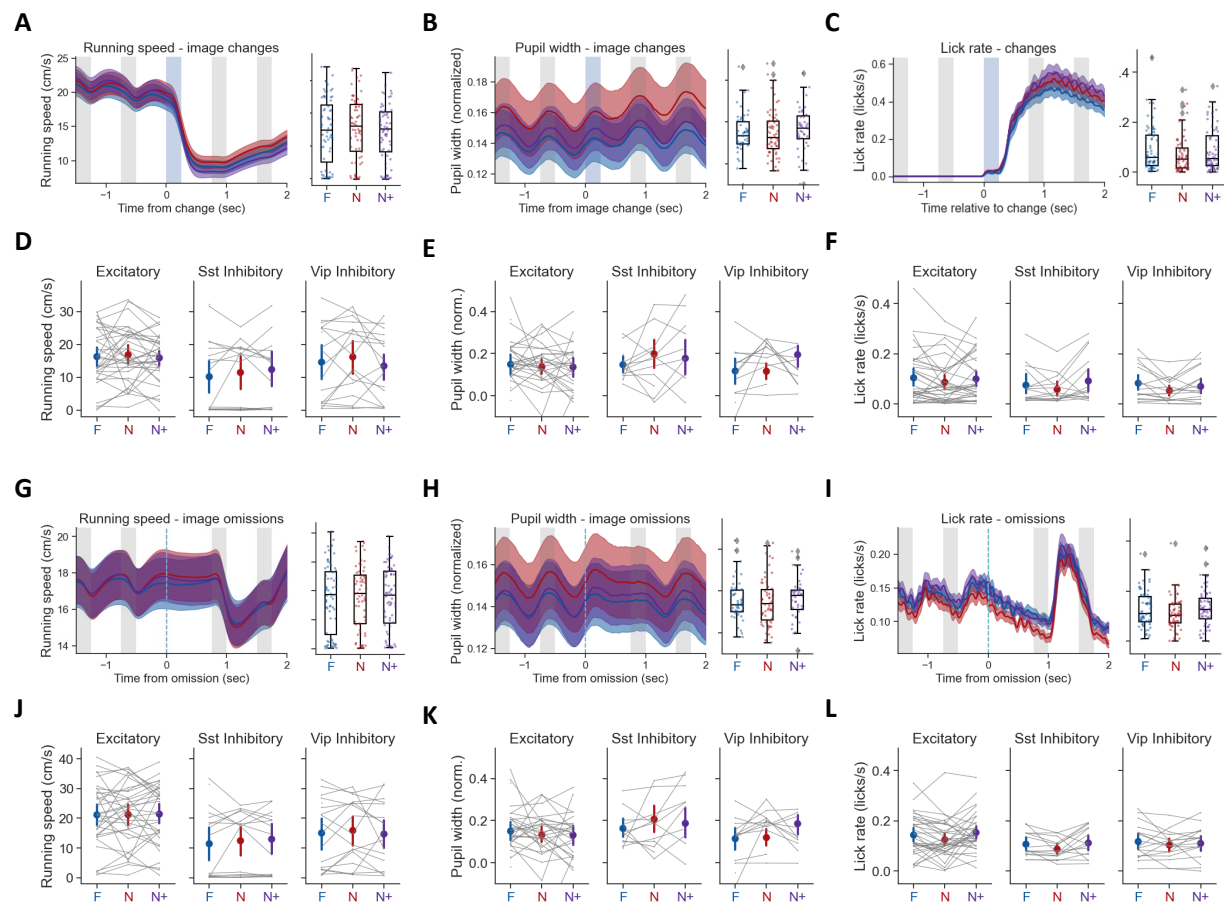 A
B
C
Running speed - image changes
Pupil width - image changes
Lick rate - changes
Running speed (cm/s)
25
20
15
10
−1 0 1 2
Time from change (sec)
F N N+
Pupil width (normalized)
0.18
0.16
0.14
0.12
−1 0 1 2
Time from image change (sec)
F N N+
Lick rate (licks/s)
0.6
0.4
0.2
0.0
−1 0 1 2
Time relative to change (sec)
.4
.2
.0
F N N+
D
E
F
Excitatory Sst Inhibitory Vip Inhibitory
Running speed (cm/s)
30
20
10
0
F N N+ F N N+ F N N+
Excitatory Sst Inhibitory Vip Inhibitory
Pupil width (norm.)
0.4
0.2
0.0
F N N+ F N N+ F N N+
Excitatory Sst Inhibitory Vip Inhibitory
Lick rate (licks/s)
0.4
0.2
0.0
F N N+ F N N+ F N N+
G
H
I
Running speed - image omissions
Pupil width - image omissions
Lick rate - omissions
Running speed (cm/s)
20
18
16
14
−1 0 1 2
Time from omission (sec)
F N N+
Pupil width (normalized)
0.18
0.16
0.14
0.12
−1 0 1 2
Time from omission (sec)
F N N+
Lick rate (licks/s)
0.20
0.15
0.10
−1 0 1 2
Time from omission (sec)
F N N+
J
K
L
Excitatory Sst Inhibitory Vip Inhibitory
Running speed (cm/s)
40
30
20
10
0
F N N+ F N N+ F N N+
Excitatory Sst Inhibitory Vip Inhibitory
Pupil width (norm.)
0.4
0.2
0.0
F N N+ F N N+ F N N+
Excitatory Sst Inhibitory Vip Inhibitory
Lick rate (licks/s)
0.4
0.2
0.0
F N N+ F N N+ F N N+